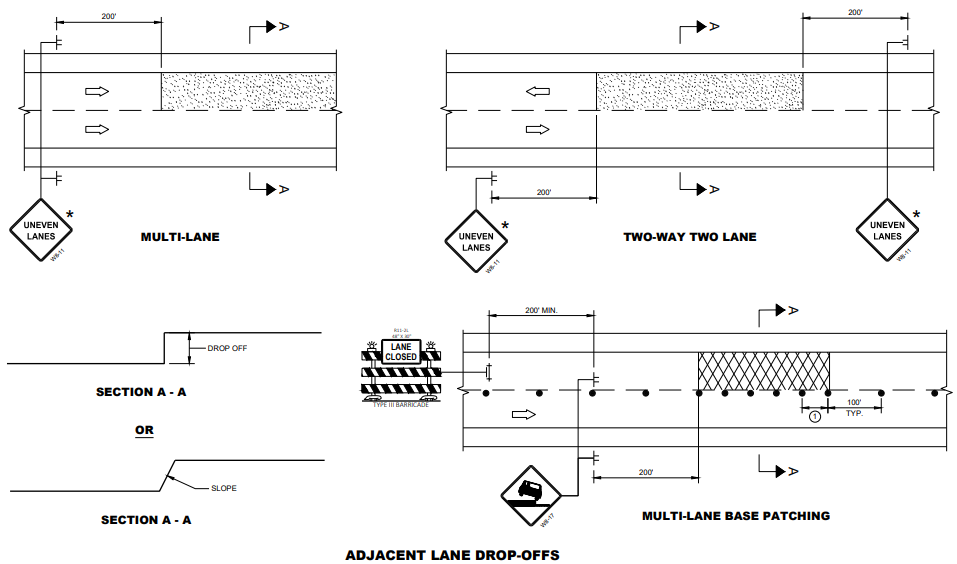 200'
A
200'
A
UNEVEN
LANES
*
W8-11
A
MULTI-LANE
200'
A
UNEVEN
LANES
*
W8-11
TWO-WAY TWO LANE
UNEVEN
LANES
*
W8-11
DROP OFF
SECTION A - A
OR
SLOPE
SECTION A - A
200' MIN.
A
R11-2L
48" X 30"
LANE
CLOSED
TYPE III BARRICADE
1
100'
TYP.
200'
A
W8-17
MULTI-LANE BASE PATCHING
ADJACENT LANE DROP-OFFS